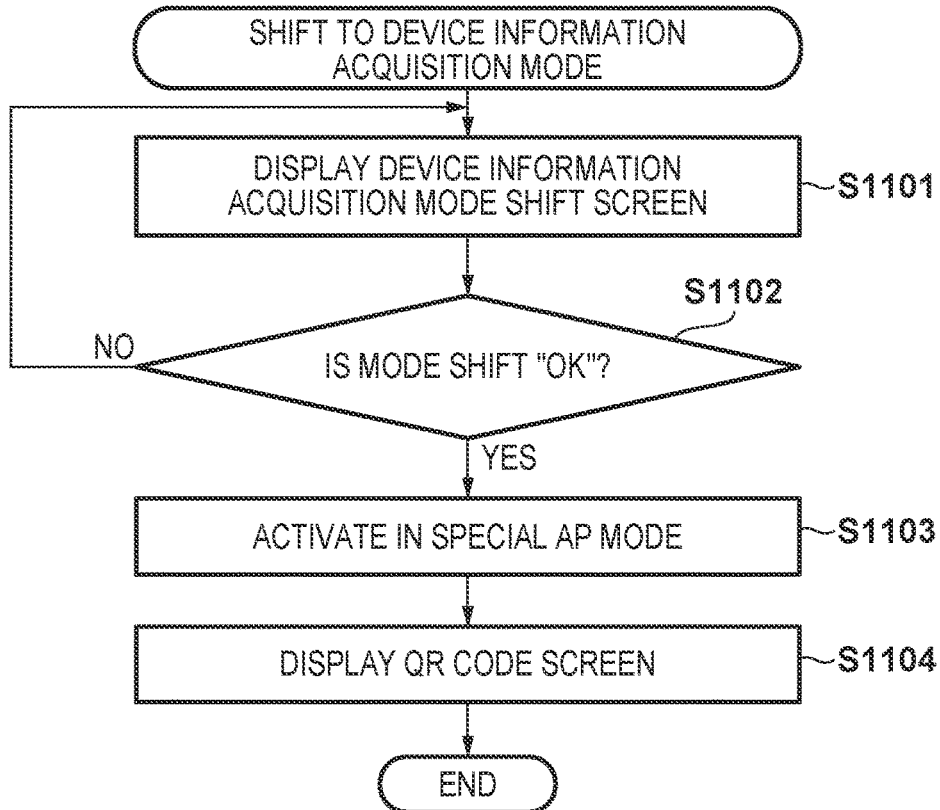 SHIFT TO DEVICE INFORMATION
ACQUISITION MODE
DISPLAY DEVICE INFORMATION
ACQUISITION MODE SHIFT SCREEN
S1101
S1102
NO
IS MODE SHIFT "OK"?
YES
ACTIVATE IN SPECIAL AP MODE
S1103
DISPLAY QR CODE SCREEN
S1104
END